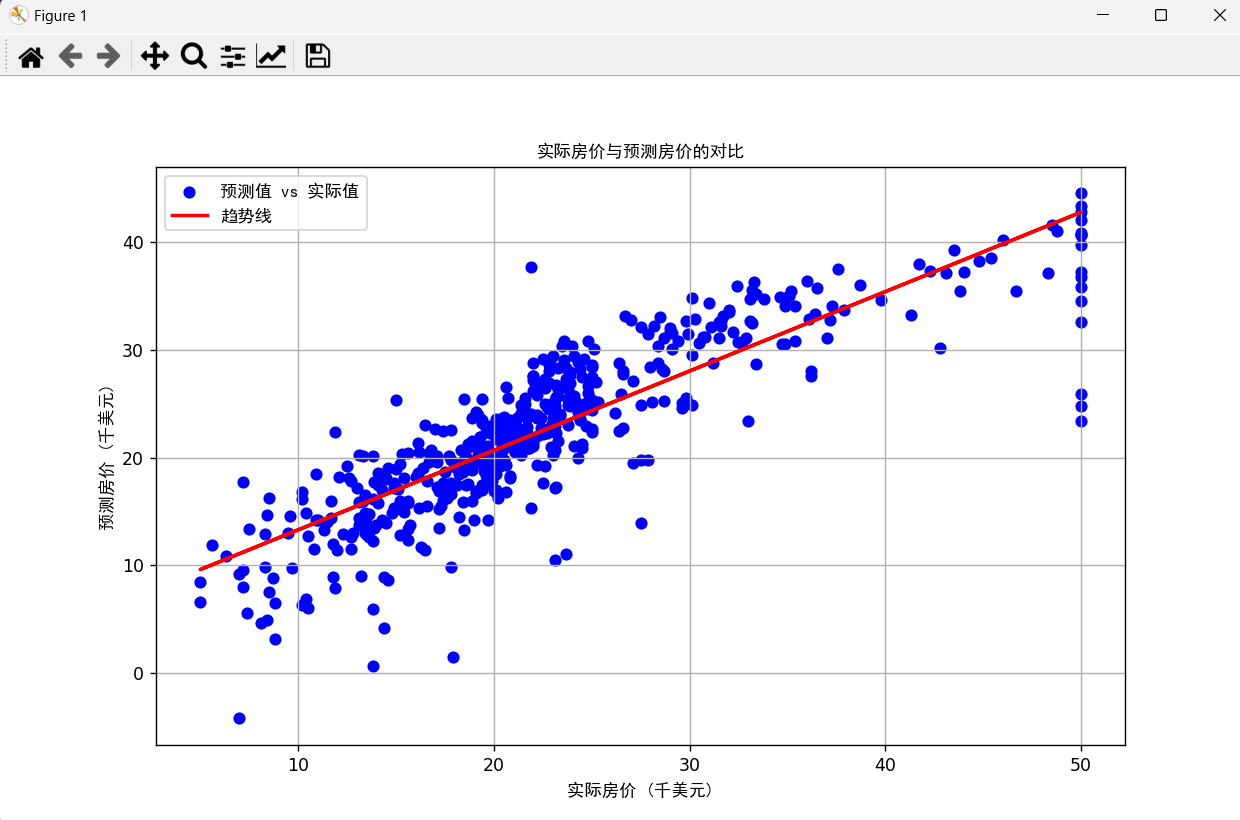 Figure 1
实际房价与预测房价的对比
预测值 vs 实际值
趋势线
40
30
20
10
0
预测房价 (千美元)
10 20 30 40 50
实际房价 (千美元)